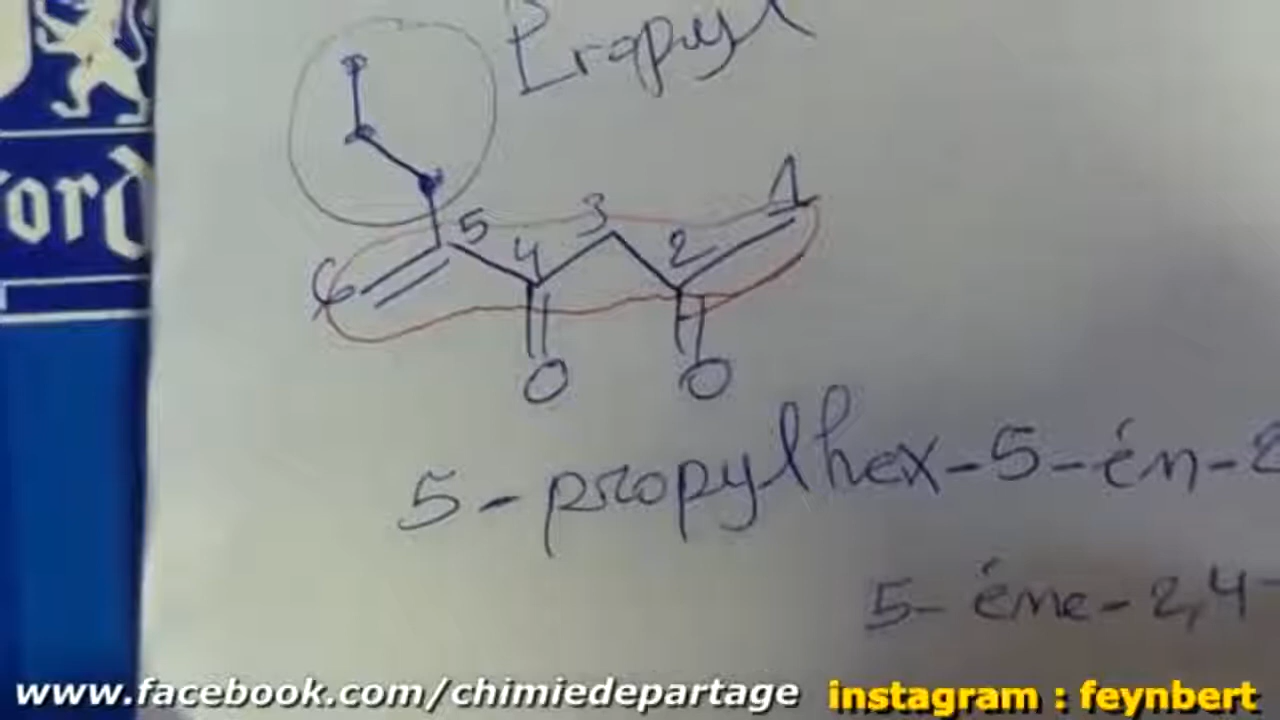 ord
Propyl
1
3
5
4
2
6
O O
5-propylhex-5-én-2
5-éne-2,4-
www.facebook.com/chimiedepartage
instagram : feynbert